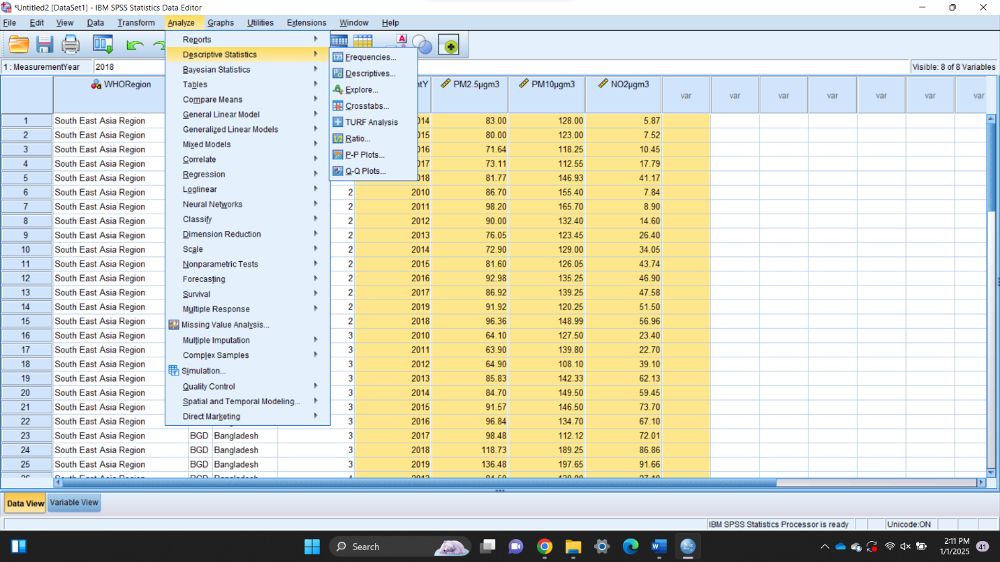 *Untitled2 [DataSet1] - IBM SPSS Statistics Data Editor
File Edit View Data Transform Analyze Graphs Utilities Extensions Window Help
1 : MeasurementYear 2018 Visible: 8 of 8 Variables
Reports
Descriptive Statistics
Bayesian Statistics
Tables
Compare Means
General Linear Model
Generalized Linear Models
Mixed Models
Correlate
Regression
Loglinear
Neural Networks
Classify
Dimension Reduction
Scale
Nonparametric Tests
Forecasting
Survival
Multiple Response
Missing Value Analysis...
Multiple Imputation
Complex Samples
Simulation...
Quality Control
Spatial and Temporal Modeling...
Direct Marketing
Frequencies...
Descriptives...
Explore...
Crosstabs...
TURF Analysis
Ratio...
P-P Plots...
Q-Q Plots...
WHORegion ntY PM2.5µgm3 PM10µgm3 NO2µgm3 var var var var var var var
1 South East Asia Region 014 83.00 128.00 5.87
2 South East Asia Region 015 80.00 123.00 7.52
3 South East Asia Region 016 71.64 118.25 10.45
4 South East Asia Region 017 73.11 112.55 17.79
5 South East Asia Region 018 81.77 146.93 41.17
6 South East Asia Region 2 2010 86.70 155.40 7.84
7 South East Asia Region 2 2011 98.20 165.70 8.90
8 South East Asia Region 2 2012 90.00 132.40 14.60
9 South East Asia Region 2 2013 76.05 123.45 26.40
10 South East Asia Region 2 2014 72.90 129.00 34.05
11 South East Asia Region 2 2015 81.60 126.05 43.74
12 South East Asia Region 2 2016 92.98 135.25 46.90
13 South East Asia Region 2 2017 86.92 139.25 47.58
14 South East Asia Region 2 2019 91.92 120.25 51.50
15 South East Asia Region 2 2018 96.36 148.99 56.96
16 South East Asia Region 3 2010 64.10 127.50 23.40
17 South East Asia Region 3 2011 63.90 139.80 22.70
18 South East Asia Region 3 2012 64.90 108.10 39.10
19 South East Asia Region 3 2013 85.83 142.33 62.13
20 South East Asia Region 3 2014 84.70 149.50 59.45
21 South East Asia Region 3 2015 91.57 146.50 73.70
22 South East Asia Region 3 2016 96.84 134.70 67.10
23 South East Asia Region BGD Bangladesh 3 2017 98.48 112.12 72.01
24 South East Asia Region BGD Bangladesh 3 2018 118.73 189.25 86.86
25 South East Asia Region BGD Bangladesh 3 2019 136.48 197.65 91.66
Data View Variable View
IBM SPSS Statistics Processor is ready Unicode:ON
Search
2:11 PM
1/1/2025 41